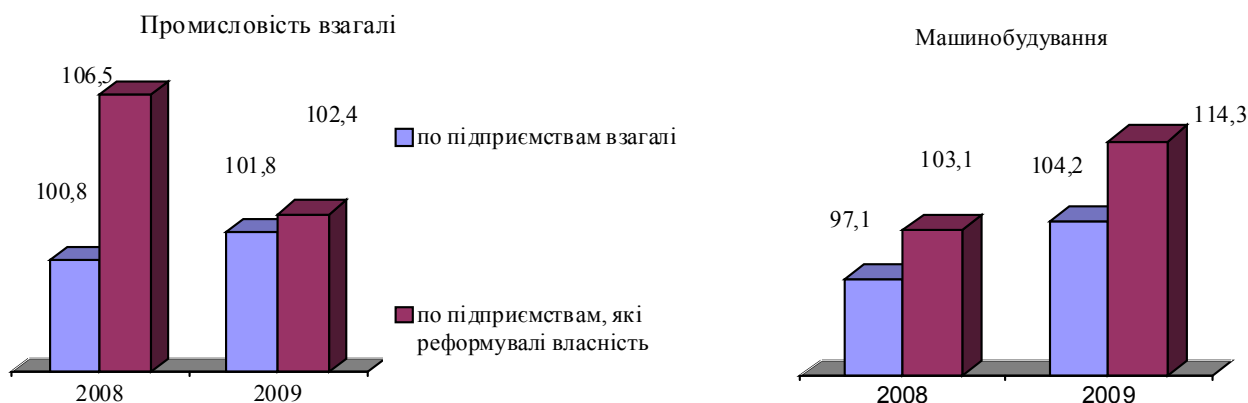 Промисловість взагалі
106,5
102,4
101,8
100,8
2008
2009
по підприємствам взагалі
по підприємствам, які
реформувалі власність
Машинобудування
114,3
103,1
104,2
97,1
2008
2009